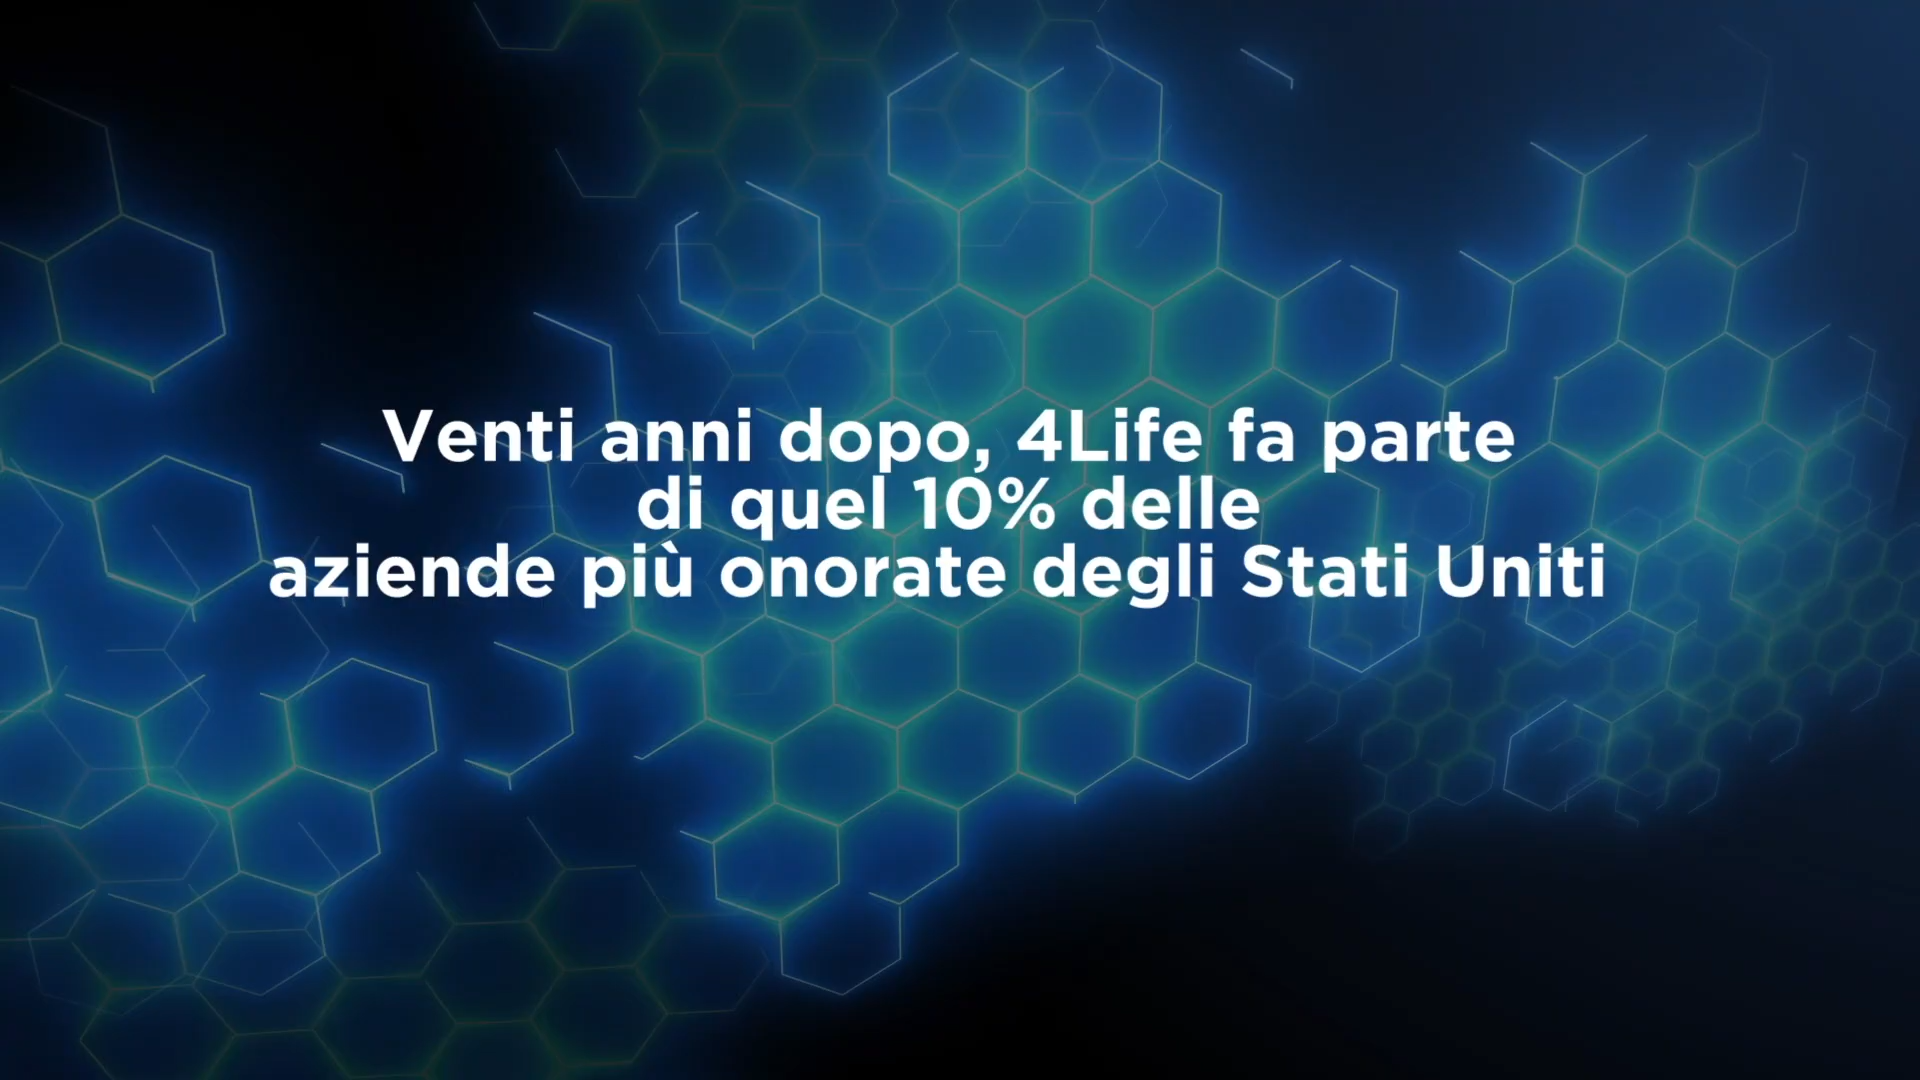 Venti anni dopo, 4Life fa parte
di quel 10% delle
aziende più onorate degli Stati Uniti